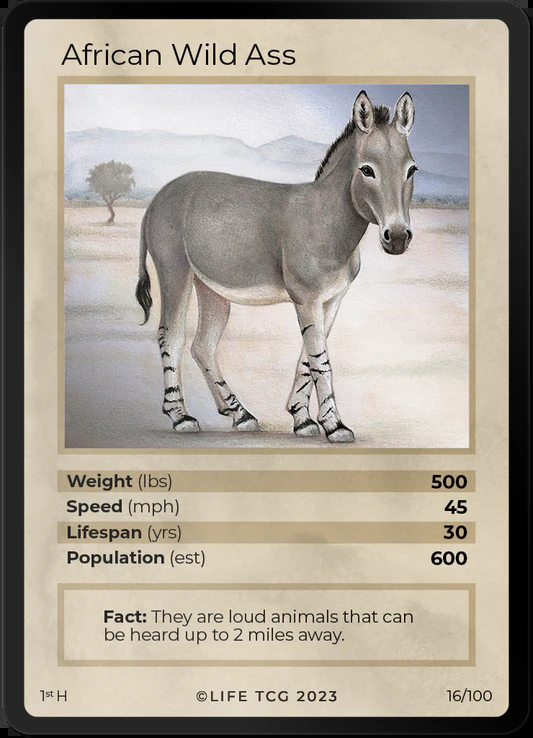 African Wild Ass
Weight (lbs) 500
Speed (mph) 45
Lifespan (yrs) 30
Population (est) 600
Fact: They are loud animals that can
be heard up to 2 miles away.
1st H ©LIFE TCG 2023 16/100